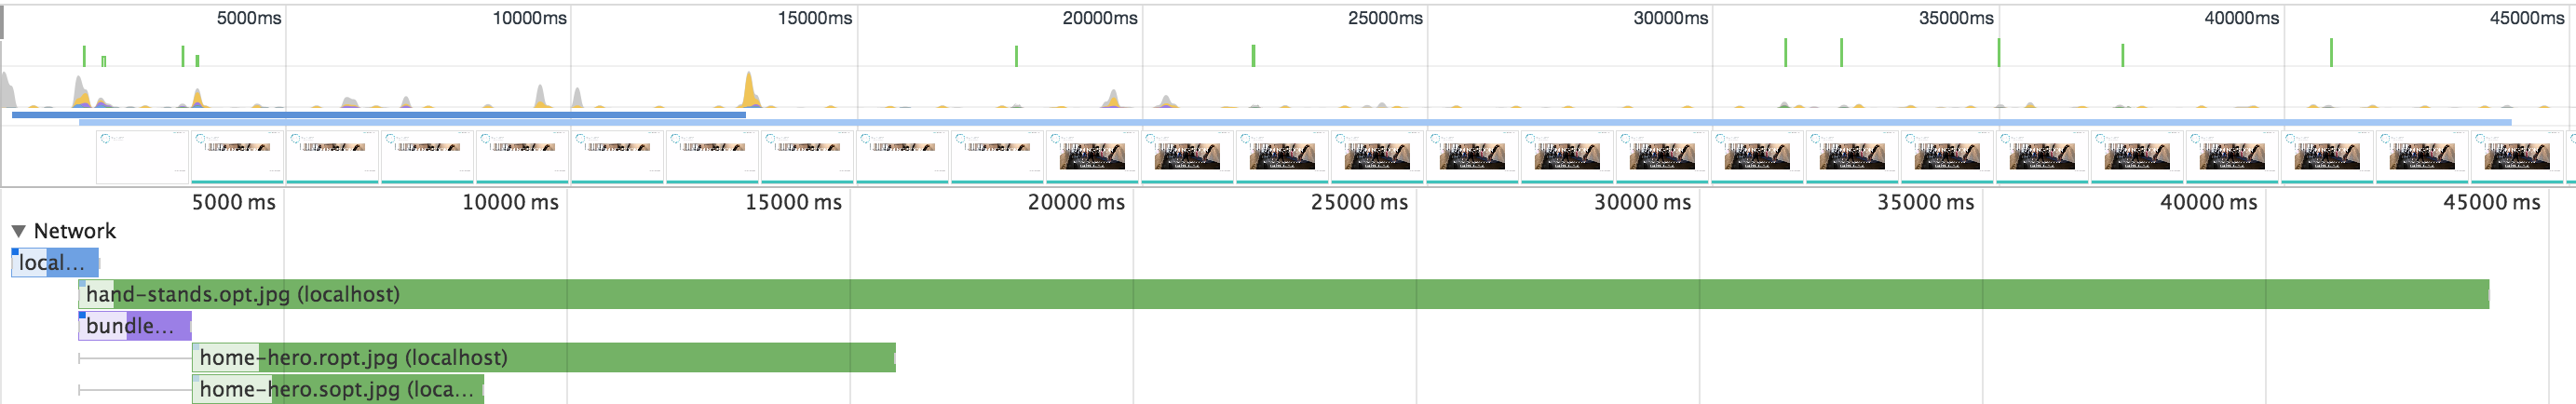 5000ms 10000ms 15000ms 20000ms 25000ms 30000ms 35000ms 40000ms 45000ms
5000 ms 10000 ms 15000 ms 20000 ms 25000 ms 30000 ms 35000 ms 40000 ms 45000 ms
Network
local...
hand-stands.opt.jpg (localhost)
bundle...
home-hero.ropt.jpg (localhost)
home-hero.sopt.jpg (loca...